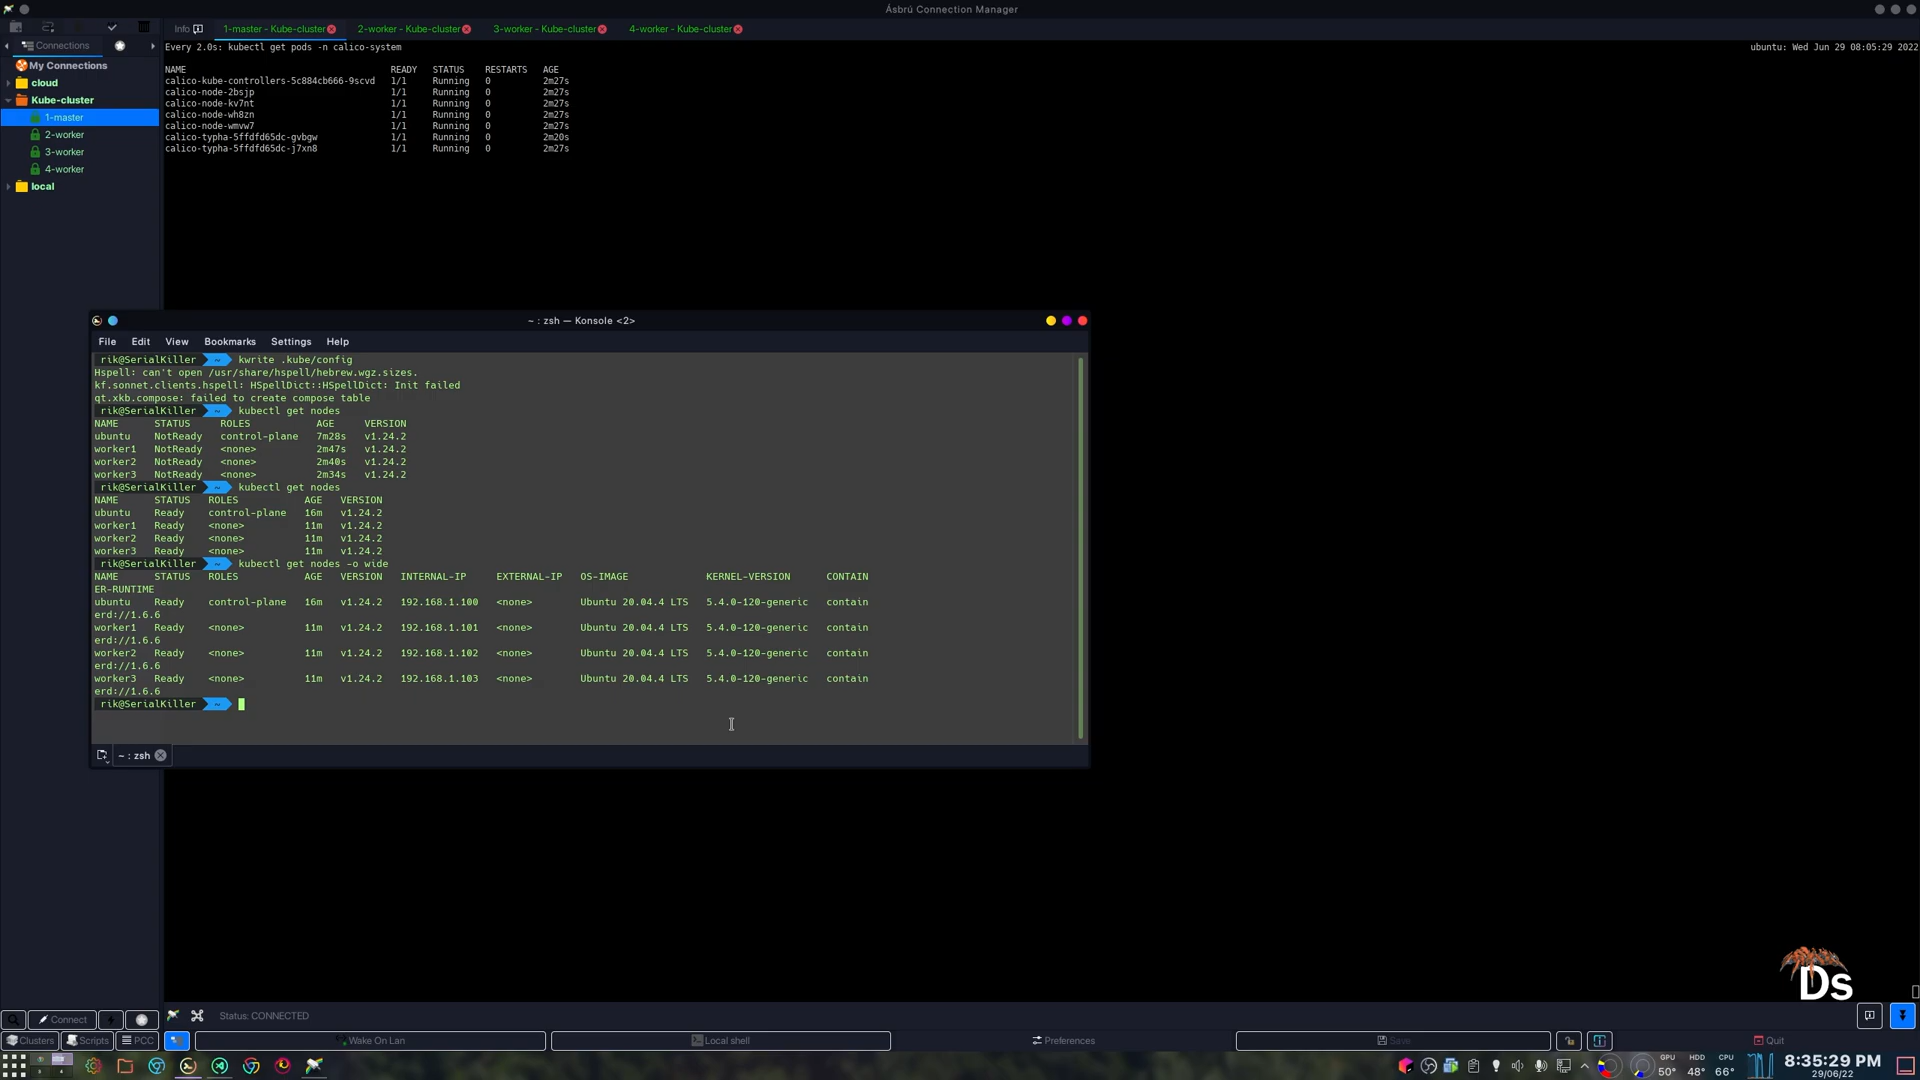 Ásbrú Connection Manager
Info
1-master - Kube-cluster
2-worker - Kube-cluster
3-worker - Kube-cluster
4-worker - Kube-cluster
Connections
My Connections
cloud
Kube-cluster
1-master
2-worker
3-worker
4-worker
local
Every 2.0s: kubectl get pods -n calico-system
ubuntu: Wed Jun 29 08:05:29 2022
NAME READY STATUS RESTARTS AGE
calico-kube-controllers-5c884cb666-9scvd 1/1 Running 0 2m27s
calico-node-2bsjp 1/1 Running 0 2m27s
calico-node-kv7nt 1/1 Running 0 2m27s
calico-node-wh8zn 1/1 Running 0 2m27s
calico-node-wmvw7 1/1 Running 0 2m27s
calico-typha-5ffdfd65dc-gvbgw 1/1 Running 0 2m20s
calico-typha-5ffdfd65dc-j7xn8 1/1 Running 0 2m27s
~ : zsh — Konsole <2>
File Edit View Bookmarks Settings Help
rik@SerialKiller ~ kwrite .kube/config
Hspell: can't open /usr/share/hspell/hebrew.wgz.sizes.
kf.sonnet.clients.hspell: HSpellDict::HSpellDict: Init failed
qt.xkb.compose: failed to create compose table
rik@SerialKiller ~ kubectl get nodes
NAME STATUS ROLES AGE VERSION
ubuntu NotReady control-plane 7m28s v1.24.2
worker1 NotReady <none> 2m47s v1.24.2
worker2 NotReady <none> 2m40s v1.24.2
worker3 NotReady <none> 2m34s v1.24.2
rik@SerialKiller ~ kubectl get nodes
NAME STATUS ROLES AGE VERSION
ubuntu Ready control-plane 16m v1.24.2
worker1 Ready <none> 11m v1.24.2
worker2 Ready <none> 11m v1.24.2
worker3 Ready <none> 11m v1.24.2
rik@SerialKiller ~ kubectl get nodes -o wide
NAME STATUS ROLES AGE VERSION INTERNAL-IP EXTERNAL-IP OS-IMAGE KERNEL-VERSION CONTAIN
ER-RUNTIME
ubuntu Ready control-plane 16m v1.24.2 192.168.1.100 <none> Ubuntu 20.04.4 LTS 5.4.0-120-generic contain
erd://1.6.6
worker1 Ready <none> 11m v1.24.2 192.168.1.101 <none> Ubuntu 20.04.4 LTS 5.4.0-120-generic contain
erd://1.6.6
worker2 Ready <none> 11m v1.24.2 192.168.1.102 <none> Ubuntu 20.04.4 LTS 5.4.0-120-generic contain
erd://1.6.6
worker3 Ready <none> 11m v1.24.2 192.168.1.103 <none> Ubuntu 20.04.4 LTS 5.4.0-120-generic contain
erd://1.6.6
rik@SerialKiller ~
~ : zsh
Ds
Connect
Status: CONNECTED
Clusters Scripts PCC
Wake On Lan
Local shell
Preferences
Save
Quit
GPU 50° HDD 48° CPU 66°
8:35:29 PM
29/06/22